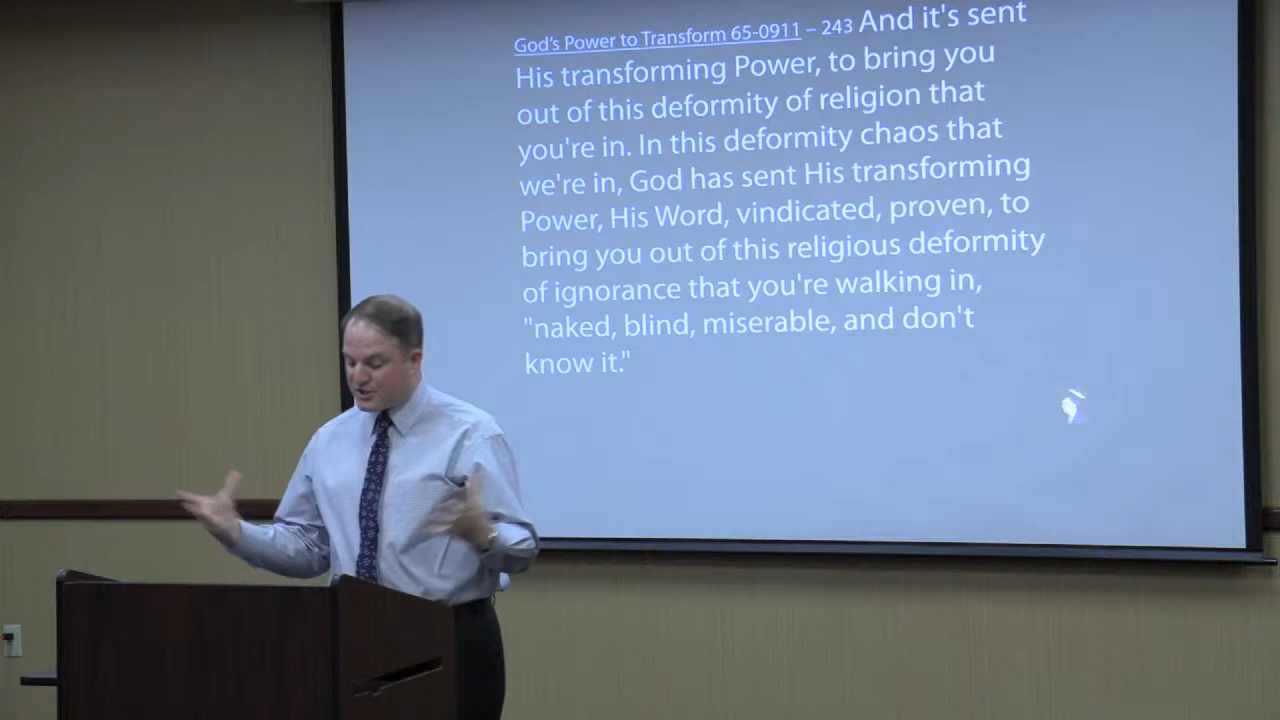 God's Power to Transform 65-0911 – 243 And it's sent
His transforming Power, to bring you
out of this deformity of religion that
you're in. In this deformity chaos that
we're in, God has sent His transforming
Power, His Word, vindicated, proven, to
bring you out of this religious deformity
of ignorance that you're walking in,
"naked, blind, miserable, and don't
know it."